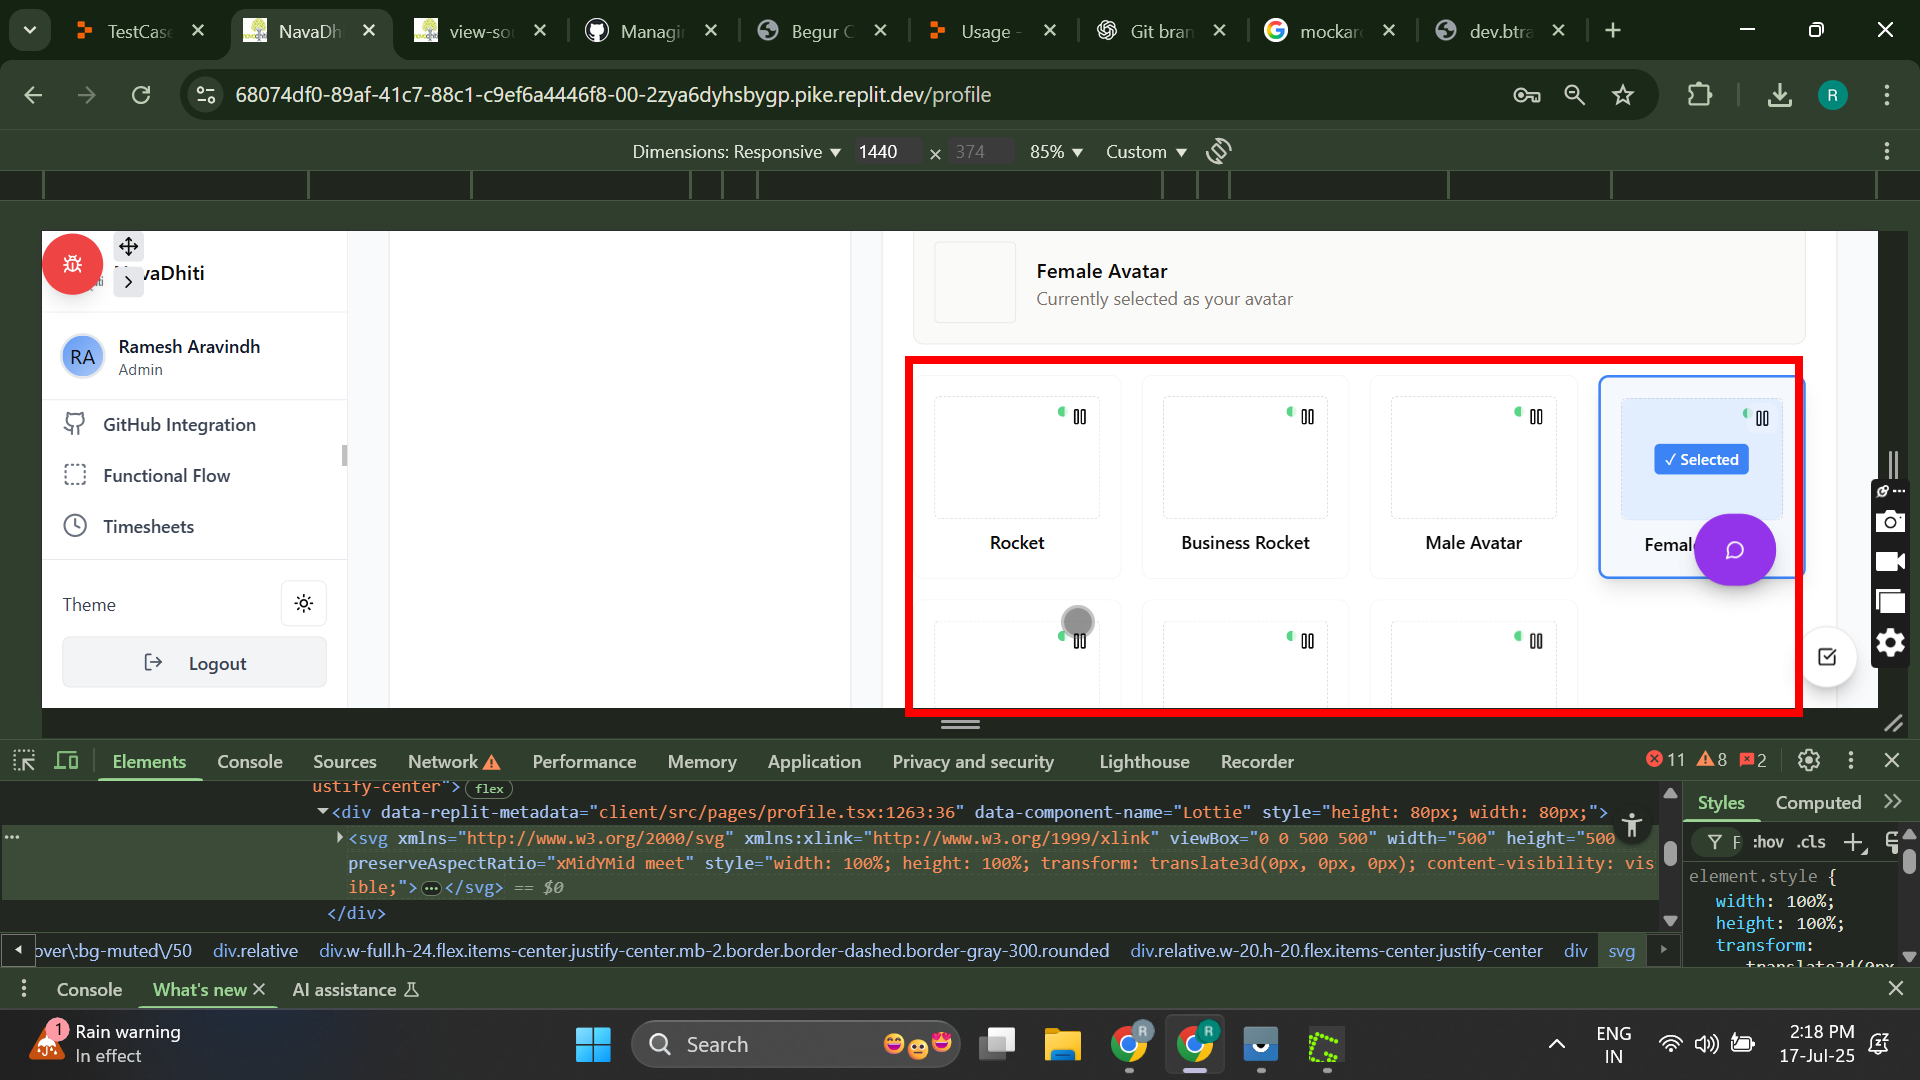 TestCase
NavaDh
view-so
Managi
Begur C
Usage -
Git bran
mockar
dev.btra
68074df0-89af-41c7-88c1-c9ef6a4446f8-00-2zya6dyhsbygp.pike.replit.dev/profile
R
Dimensions: Responsive ▼ 1440 × 374 85% ▼ Custom ▼
vaDhiti
RA
Ramesh Aravindh
Admin
GitHub Integration
Functional Flow
Timesheets
Theme
Logout
Female Avatar
Currently selected as your avatar
✓ Selected
Rocket
Business Rocket
Male Avatar
Femal
Elements
Console
Sources
Network
Performance
Memory
Application
Privacy and security
Lighthouse
Recorder
11
8
2
ustify-center"> flex
▼<div data-replit-metadata="client/src/pages/profile.tsx:1263:36" data-component-name="Lottie" style="height: 80px; width: 80px;">
▶<svg xmlns="http://www.w3.org/2000/svg" xmlns:xlink="http://www.w3.org/1999/xlink" viewBox="0 0 500 500" width="500" height="500
preserveAspectRatio="xMidYMid meet" style="width: 100%; height: 100%; transform: translate3d(0px, 0px, 0px); content-visibility: vis
ible;">…</svg> == $0
</div>
Styles
Computed
F :hov .cls
element.style {
width: 100%;
height: 100%;
transform:
translate3d(0px
over\:bg-muted\/50 div.relative div.w-full.h-24.flex.items-center.justify-center.mb-2.border.border-dashed.border-gray-300.rounded div.relative.w-20.h-20.flex.items-center.justify-center div svg
Console
What's new
AI assistance
1
Rain warning
In effect
Search
R
R
ENG
IN
2:18 PM
17-Jul-25